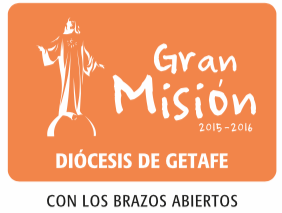 Gran
Misión
2015-2016
DIÓCESIS DE GETAFE
CON LOS BRAZOS ABIERTOS